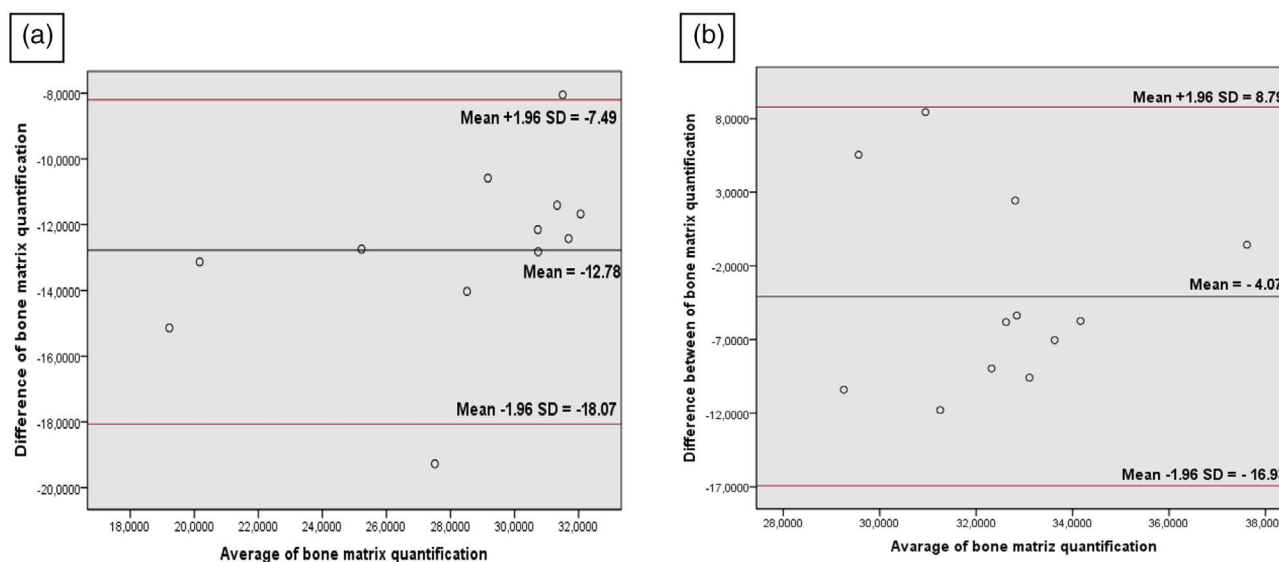 (a)
Difference of bone matrix quantification
-8,0000
-10,0000
-12,0000
-14,0000
-16,0000
-18,0000
-20,0000
Mean +1.96 SD = -7.49
Mean = -12.78
Mean -1.96 SD = -18.07
18,0000 20,0000 22,0000 24,0000 26,0000 28,0000 30,0000 32,0000
Average of bone matrix quantification
(b)
Difference between of bone matrix quantification
8,0000
3,0000
-2,0000
-7,0000
-12,0000
-17,0000
Mean +1.96 SD = 8.79
Mean = - 4.07
Mean -1.96 SD = - 16.93
28,0000 30,0000 32,0000 34,0000 36,0000 38,0000
Avarage of bone matriz quantification